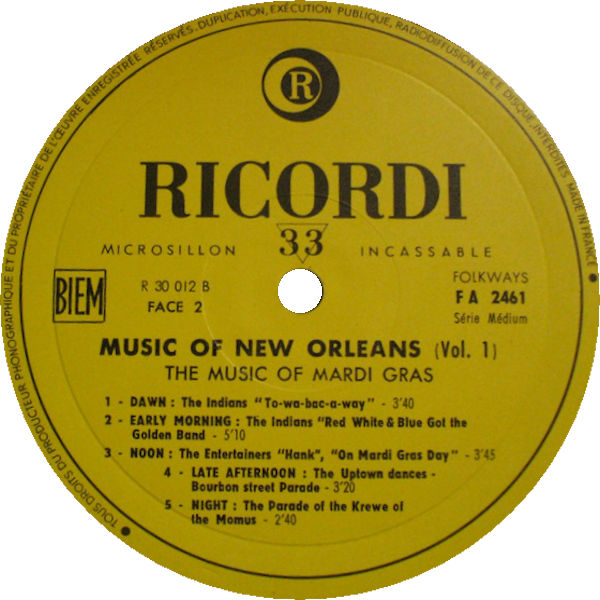 TOUS DROITS DU PRODUCTEUR PHONOGRAPHIQUE ET DU PROPRIÉTAIRE DE L'ŒUVRE ENREGISTRÉE RÉSERVÉS. DUPLICATION, EXÉCUTION PUBLIQUE, RADIODIFFUSION DE CE DISQUE, INTERDITES MADE IN FRANCE
R
RICORDI
MICROSILLON 33 INCASSABLE
BIEM
R 30 012 B
FACE 2
FOLKWAYS
FA 2461
Série Médium
MUSIC OF NEW ORLEANS (Vol. 1)
THE MUSIC OF MARDI GRAS
1 - DAWN : The Indians "To-wa-bac-a-way" - 3'40
2 - EARLY MORNING : The Indians "Red White & Blue Got the
Golden Band - 5'10
3 - NOON : The Entertainers "Hank", "On Mardi Gras Day" - 3'45
4 - LATE AFTERNOON : The Uptown dances -
Bourbon street Parade - 3'20
5 - NIGHT : The Parade of the Krewe of
the Momus - 2'40